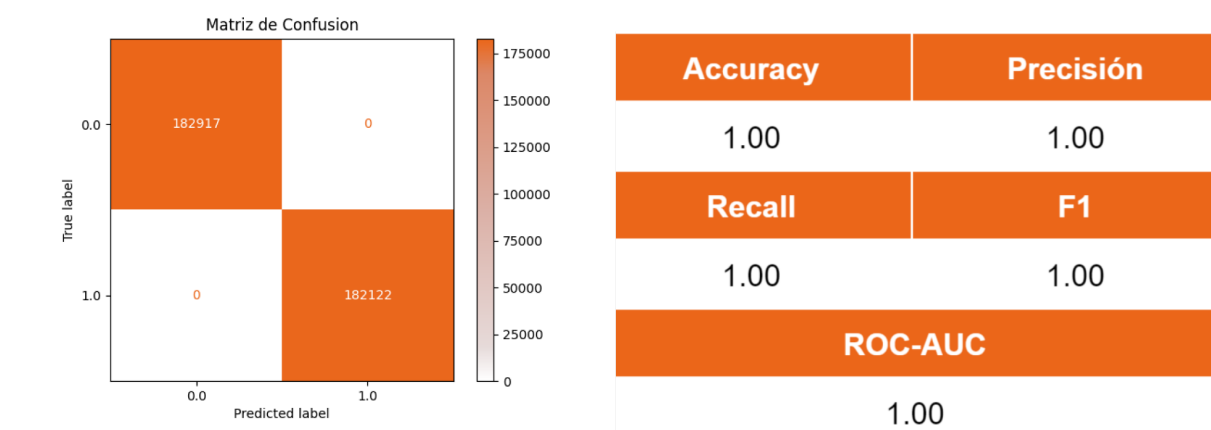 Matriz de Confusion
True label
0.0
1.0
182917
0
0
182122
0.0
1.0
Predicted label
175000
150000
125000
100000
75000
50000
25000
0
Accuracy
Precisión
1.00
1.00
Recall
F1
1.00
1.00
ROC-AUC
1.00